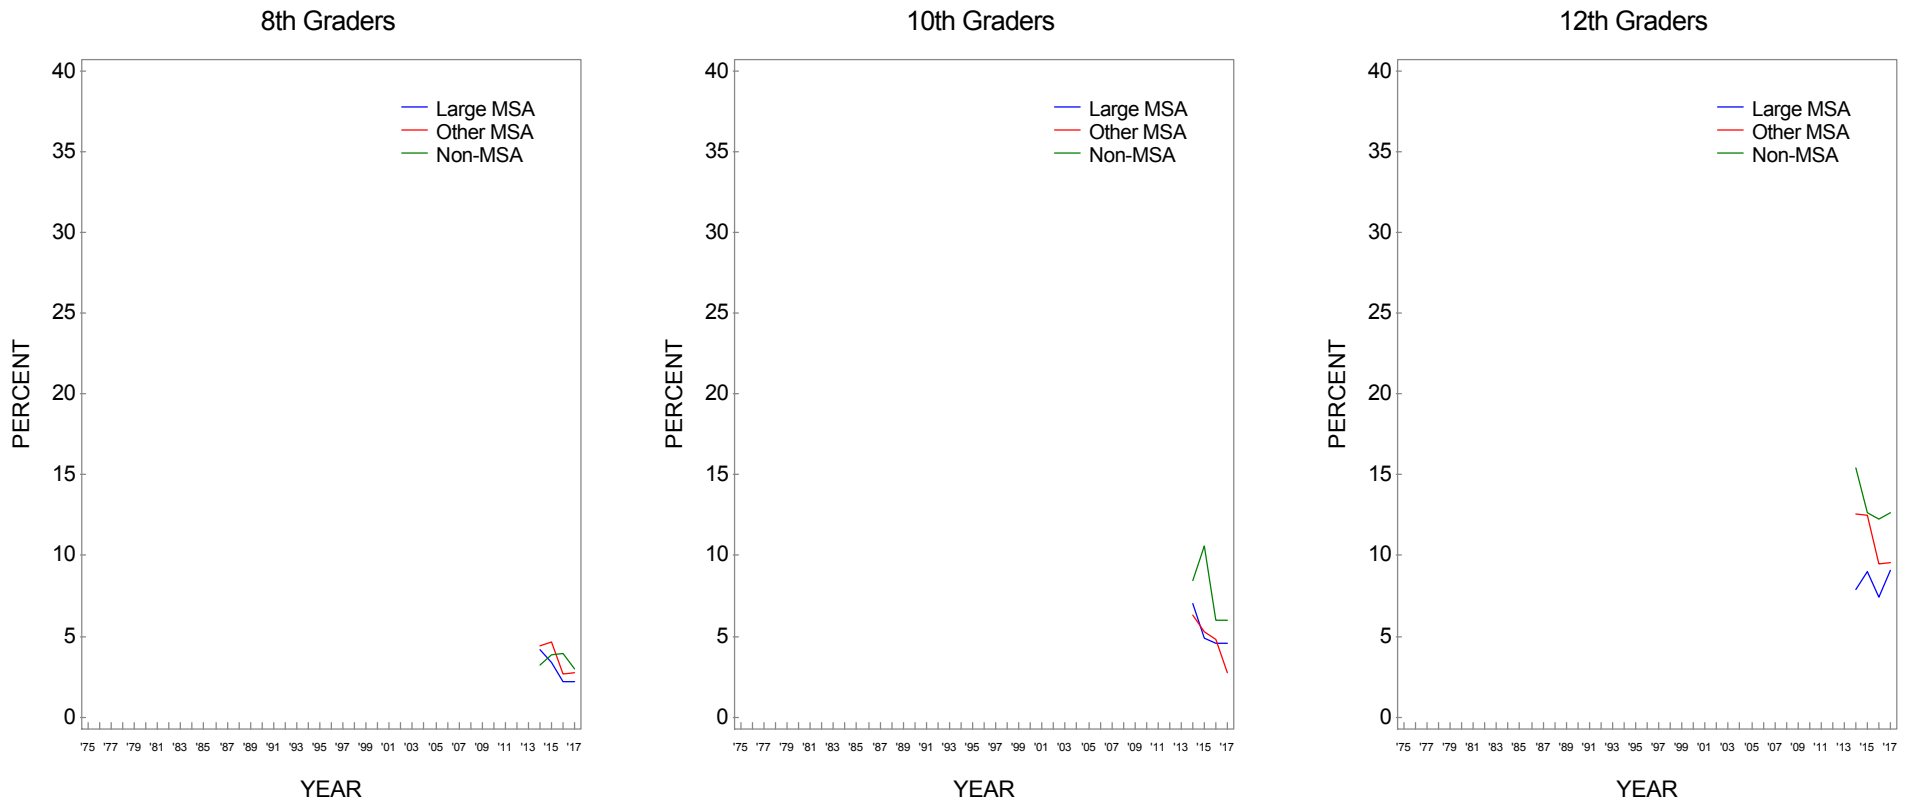 8th Graders
40
35
30
25
20
15
10
5
0
PERCENT
Large MSA
Other MSA
Non-MSA
'75 '77 '79 '81 '83 '85 '87 '89 '91 '93 '95 '97 '99 '01 '03 '05 '07 '09 '11 '13 '15 '17
YEAR
10th Graders
40
35
30
25
20
15
10
5
0
PERCENT
Large MSA
Other MSA
Non-MSA
'75 '77 '79 '81 '83 '85 '87 '89 '91 '93 '95 '97 '99 '01 '03 '05 '07 '09 '11 '13 '15 '17
YEAR
12th Graders
40
35
30
25
20
15
10
5
0
PERCENT
Large MSA
Other MSA
Non-MSA
'75 '77 '79 '81 '83 '85 '87 '89 '91 '93 '95 '97 '99 '01 '03 '05 '07 '09 '11 '13 '15 '17
YEAR